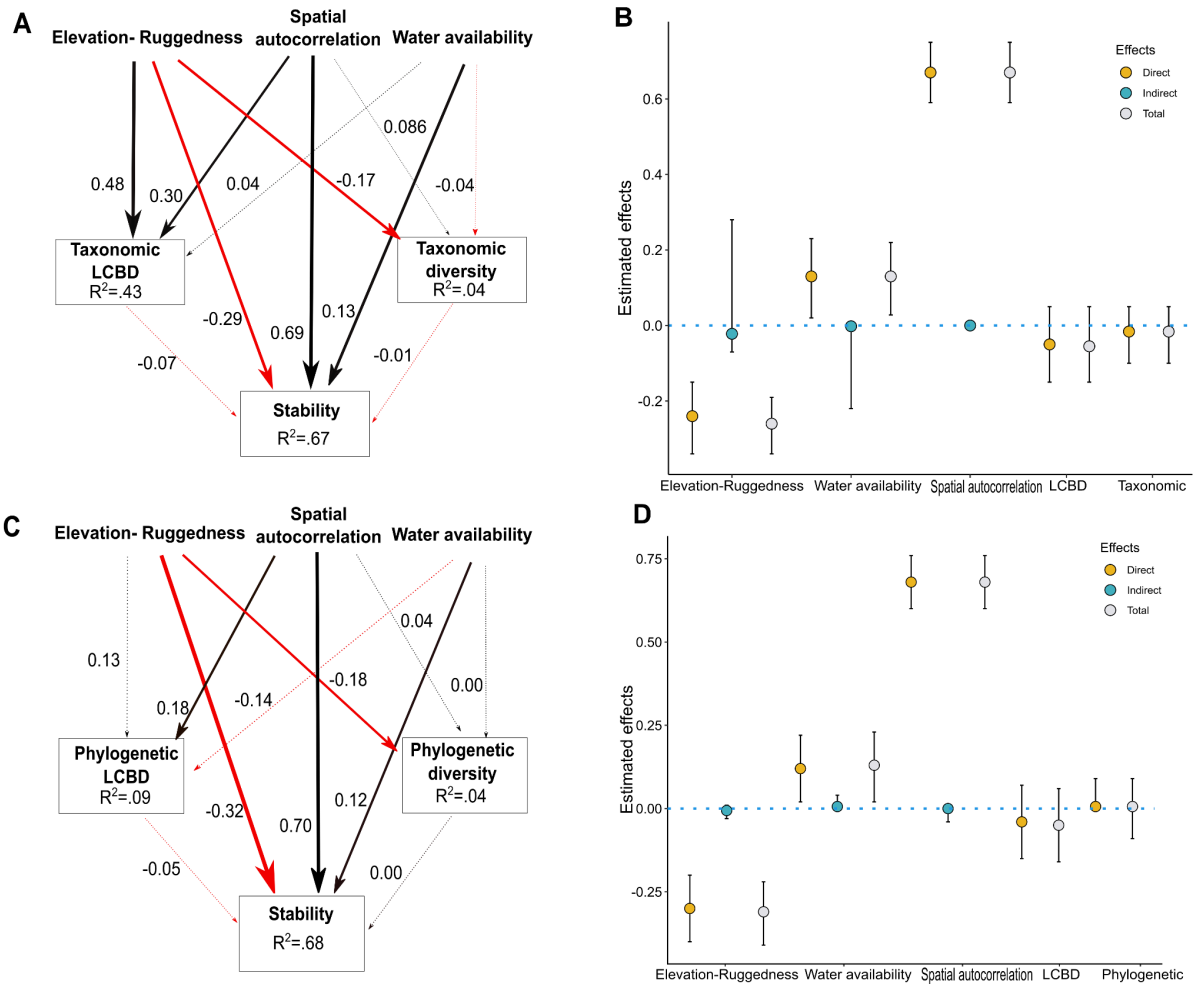 A
Elevation- Ruggedness
Spatial
autocorrelation
Water availability
0.086
0.48
0.30
0.04
-0.17
-0.04
Taxonomic
LCBD
R2=.43
Taxonomic
diversity
R2=.04
-0.29
0.69
0.13
-0.07
-0.01
Stability
R2=.67
B
Estimated effects
0.6
0.4
0.2
0.0
-0.2
Effects
Direct
Indirect
Total
Elevation-Ruggedness
Water availability
Spatial autocorrelation
LCBD
Taxonomic
C
Elevation- Ruggedness
Spatial
autocorrelation
Water availability
0.04
0.13
-0.18
0.18
-0.14
0.00
Phylogenetic
LCBD
R2=.09
Phylogenetic
diversity
R2=.04
-0.32
0.70
0.12
-0.05
0.00
Stability
R2=.68
D
Estimated effects
0.75
0.50
0.25
0.00
-0.25
Effects
Direct
Indirect
Total
Elevation-Ruggedness
Water availability
Spatial autocorrelation
LCBD
Phylogenetic